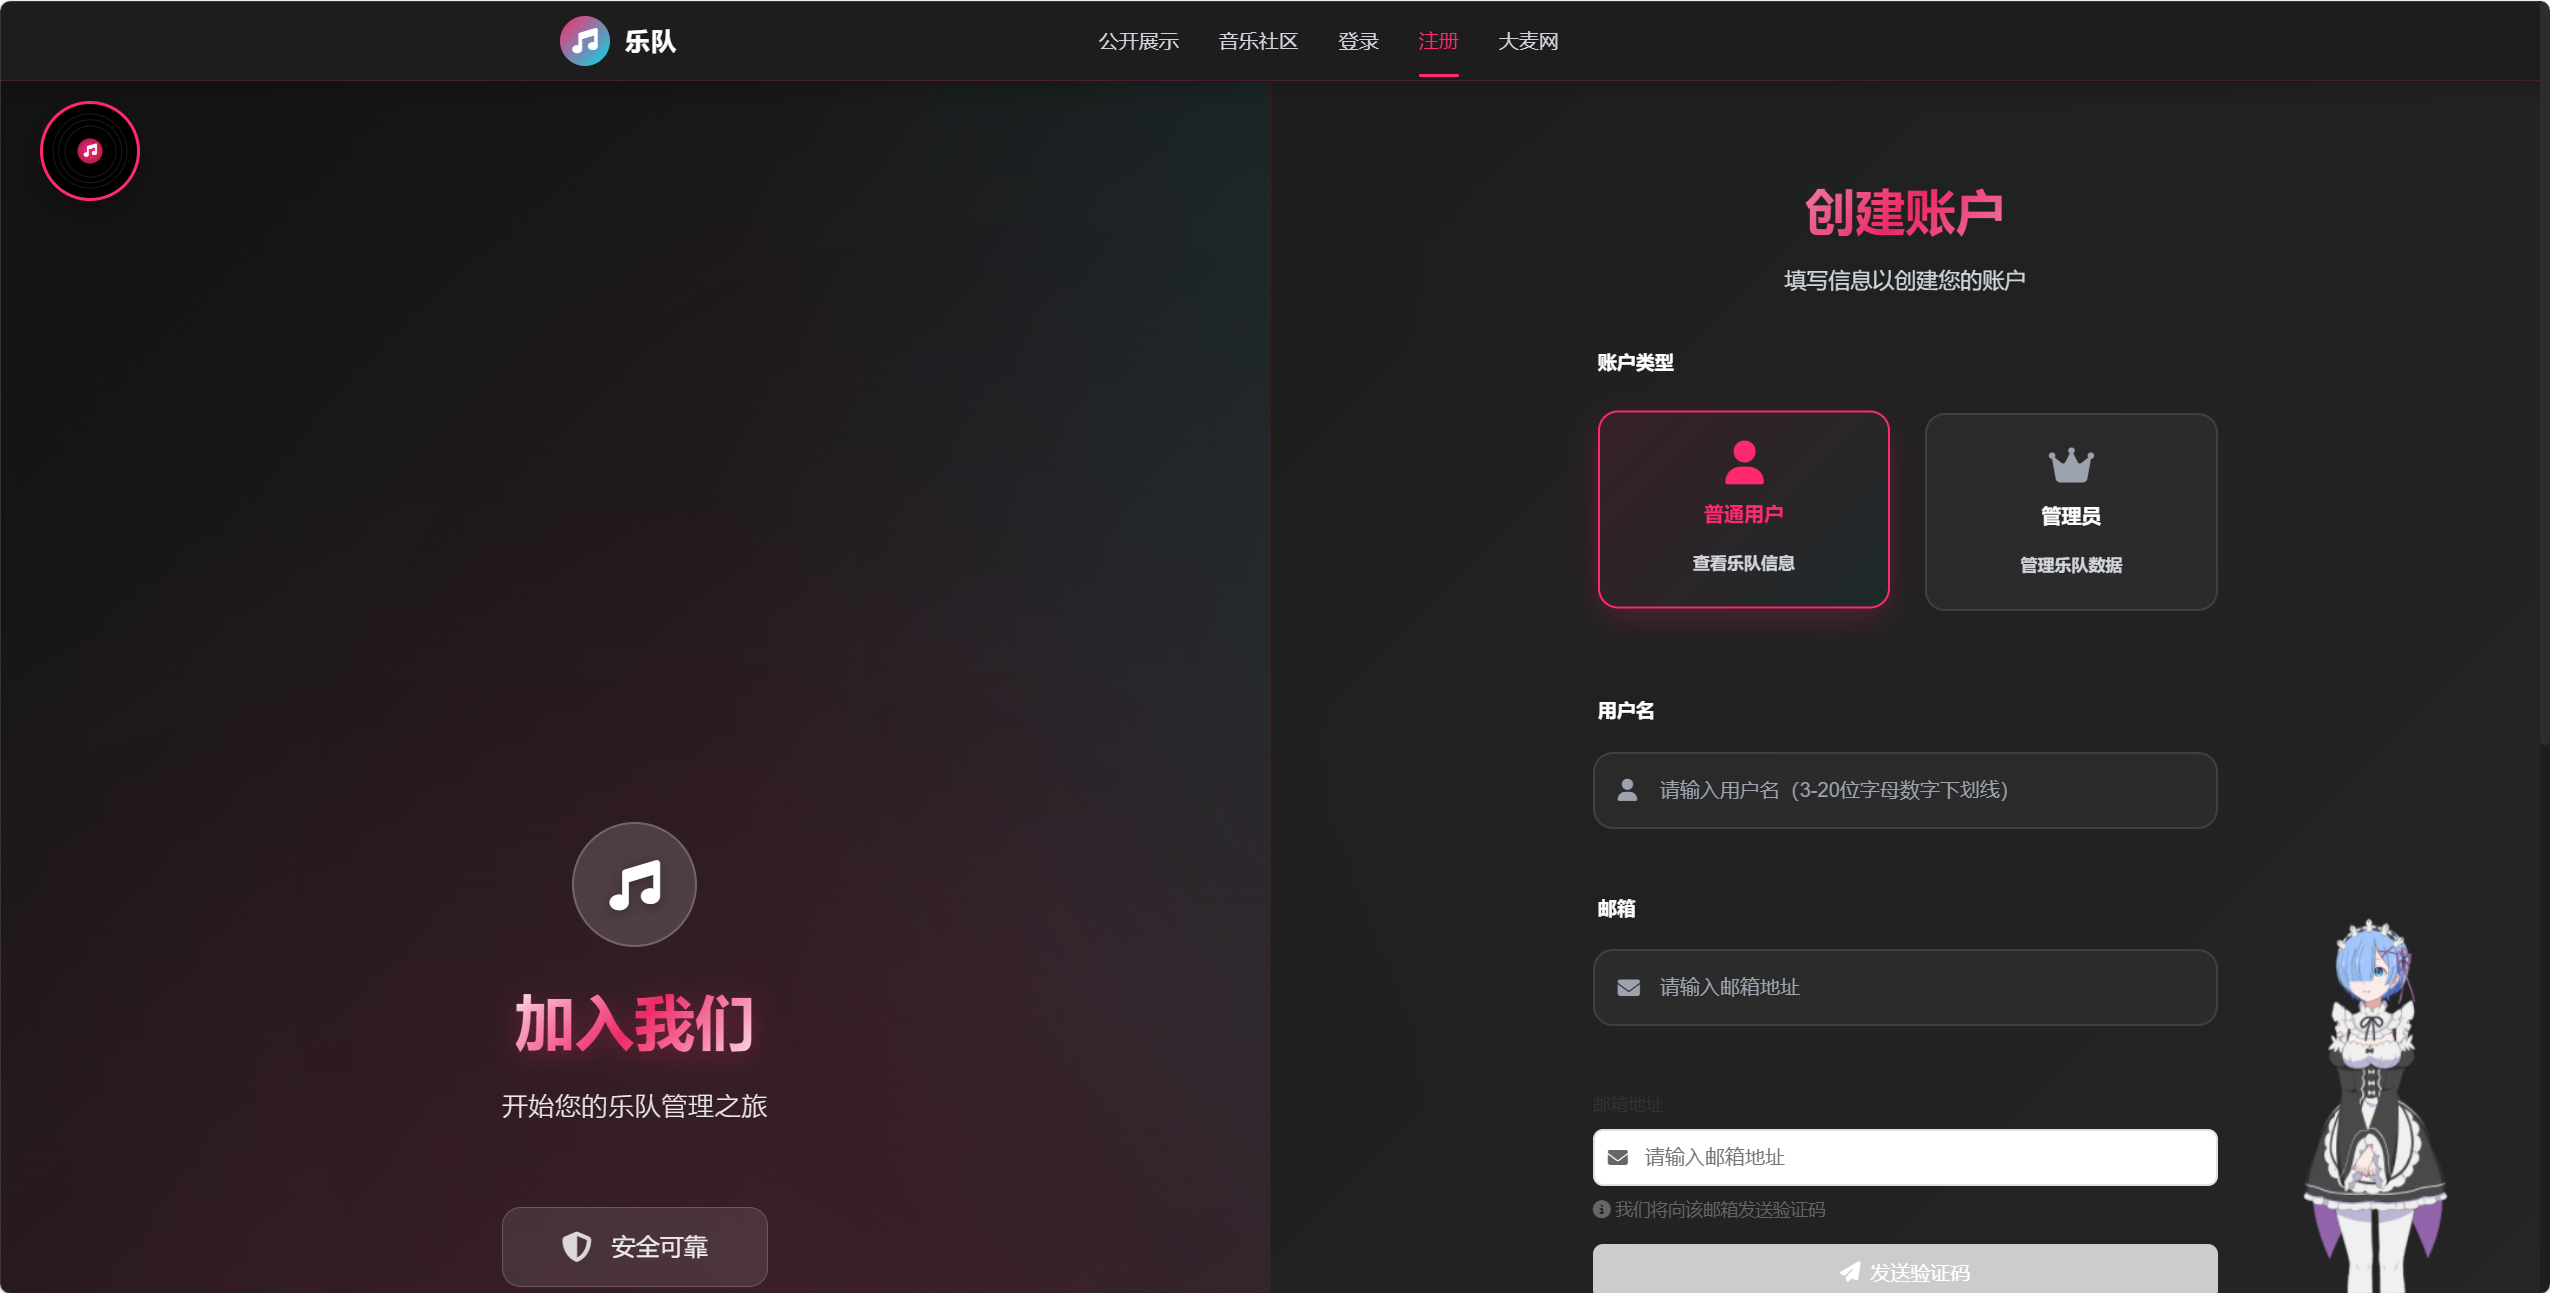 乐队
公开展示
音乐社区
登录
注册
大麦网
加入我们
开始您的乐队管理之旅
安全可靠
创建账户
填写信息以创建您的账户
账户类型
普通用户
查看乐队信息
管理员
管理乐队数据
用户名
请输入用户名（3-20位字母数字下划线）
邮箱
请输入邮箱地址
邮箱地址
请输入邮箱地址
我们将向该邮箱发送验证码
发送验证码